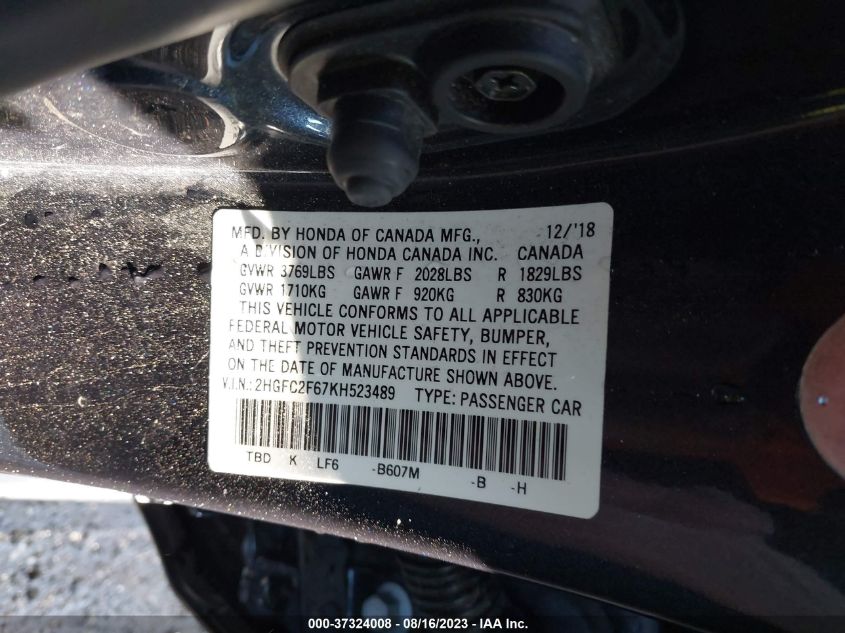 MFD. BY HONDA OF CANADA MFG., 12/'18
A DIVISION OF HONDA CANADA INC. CANADA
GVWR 3769LBS GAWR F 2028LBS R 1829LBS
GVWR 1710KG GAWR F 920KG R 830KG
THIS VEHICLE CONFORMS TO ALL APPLICABLE
FEDERAL MOTOR VEHICLE SAFETY, BUMPER,
AND THEFT PREVENTION STANDARDS IN EFFECT
ON THE DATE OF MANUFACTURE SHOWN ABOVE.
V.I.N.: 2HGFC2F67KH523489 TYPE: PASSENGER CAR
TBD K LF6 -B607M -B -H
000-37324008 - 08/16/2023 - IAA Inc.